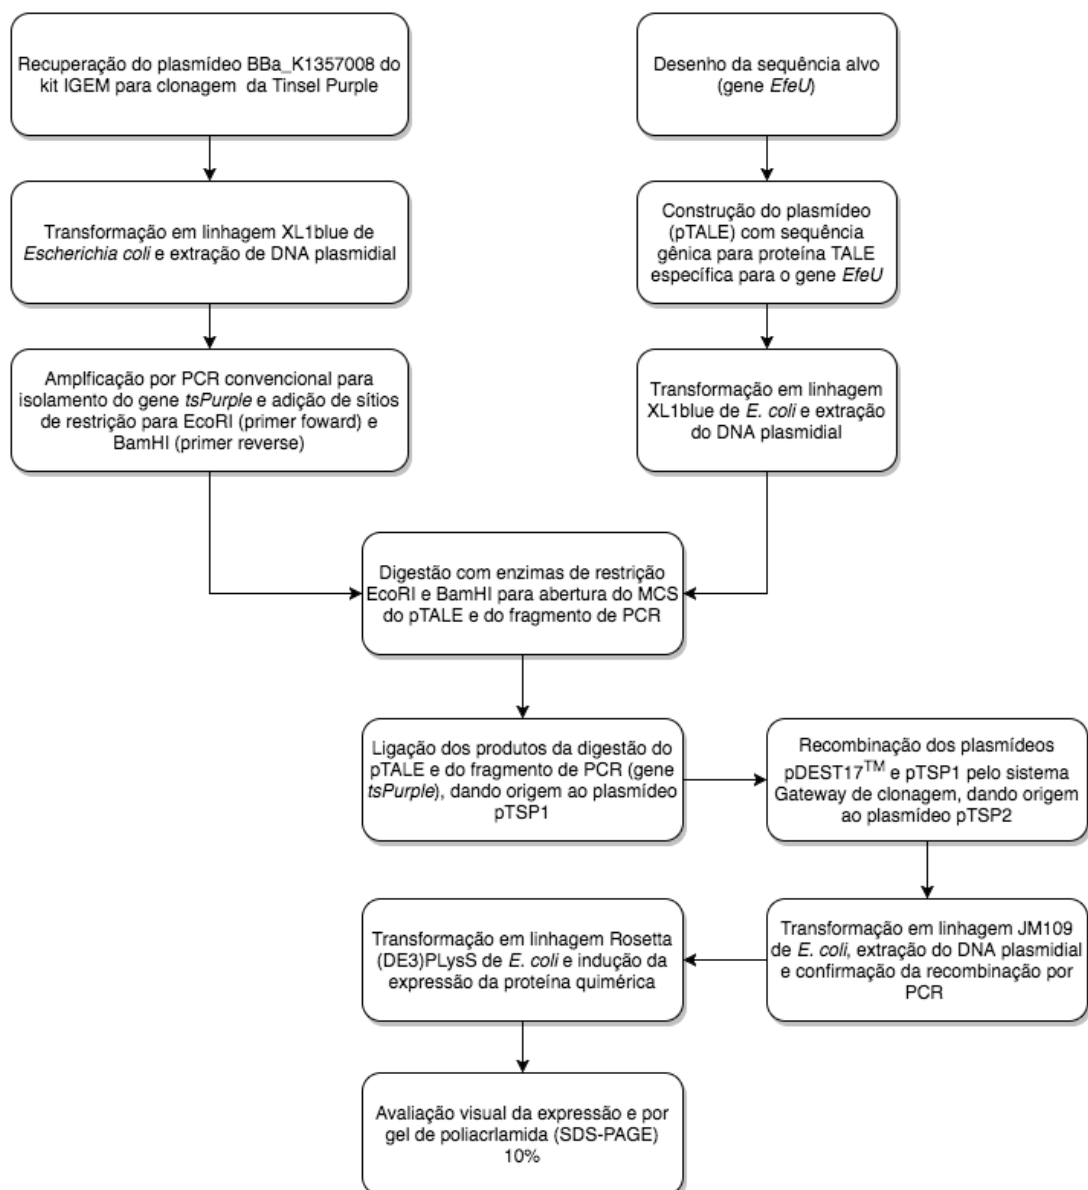 Recuperação do plasmídeo BBa_K1357008 do
kit IGEM para clonagem da Tinsel Purple
Desenho da sequência alvo
(gene EfeU)
Transformação em linhagem XL1blue de
Escherichia coli e extração de DNA plasmidial
Construção do plasmídeo
(pTALE) com sequência
gênica para proteína TALE
específica para o gene EfeU
Amplficação por PCR convencional para
isolamento do gene tsPurple e adição de sítios
de restrição para EcoRI (primer foward) e
BamHI (primer reverse)
Transformação em linhagem
XL1blue de E. coli e extração
do DNA plasmidial
Digestão com enzimas de restrição
EcoRI e BamHI para abertura do MCS
do pTALE e do fragmento de PCR
Ligação dos produtos da digestão do
pTALE e do fragmento de PCR (gene
tsPurple), dando origem ao plasmídeo
pTSP1
Recombinação dos plasmídeos
pDEST17TM e pTSP1 pelo sistema
Gateway de clonagem, dando origem
ao plasmídeo pTSP2
Transformação em linhagem Rosetta
(DE3)PLysS de E. coli e indução da
expressão da proteína quimérica
Transformação em linhagem JM109
de E. coli, extração do DNA plasmidial
e confirmação da recombinação por
PCR
Avaliação visual da expressão e por
gel de poliacrlamida (SDS-PAGE)
10%